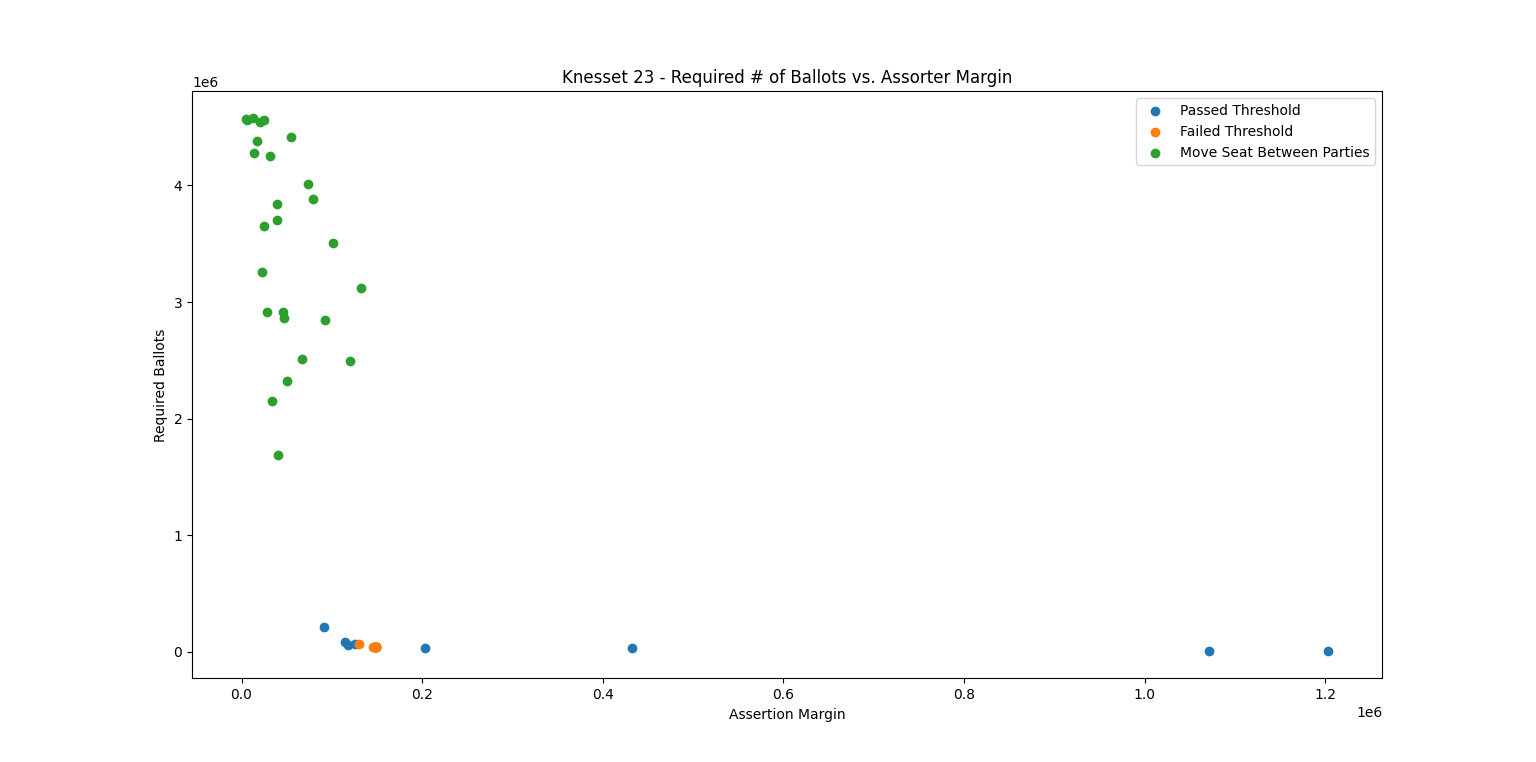 Knesset 23 - Required # of Ballots vs. Assorter Margin
1e6
Passed Threshold
Failed Threshold
Move Seat Between Parties
4
3
2
1
0
Required Ballots
0.0 0.2 0.4 0.6 0.8 1.0 1.2
1e6
Assertion Margin